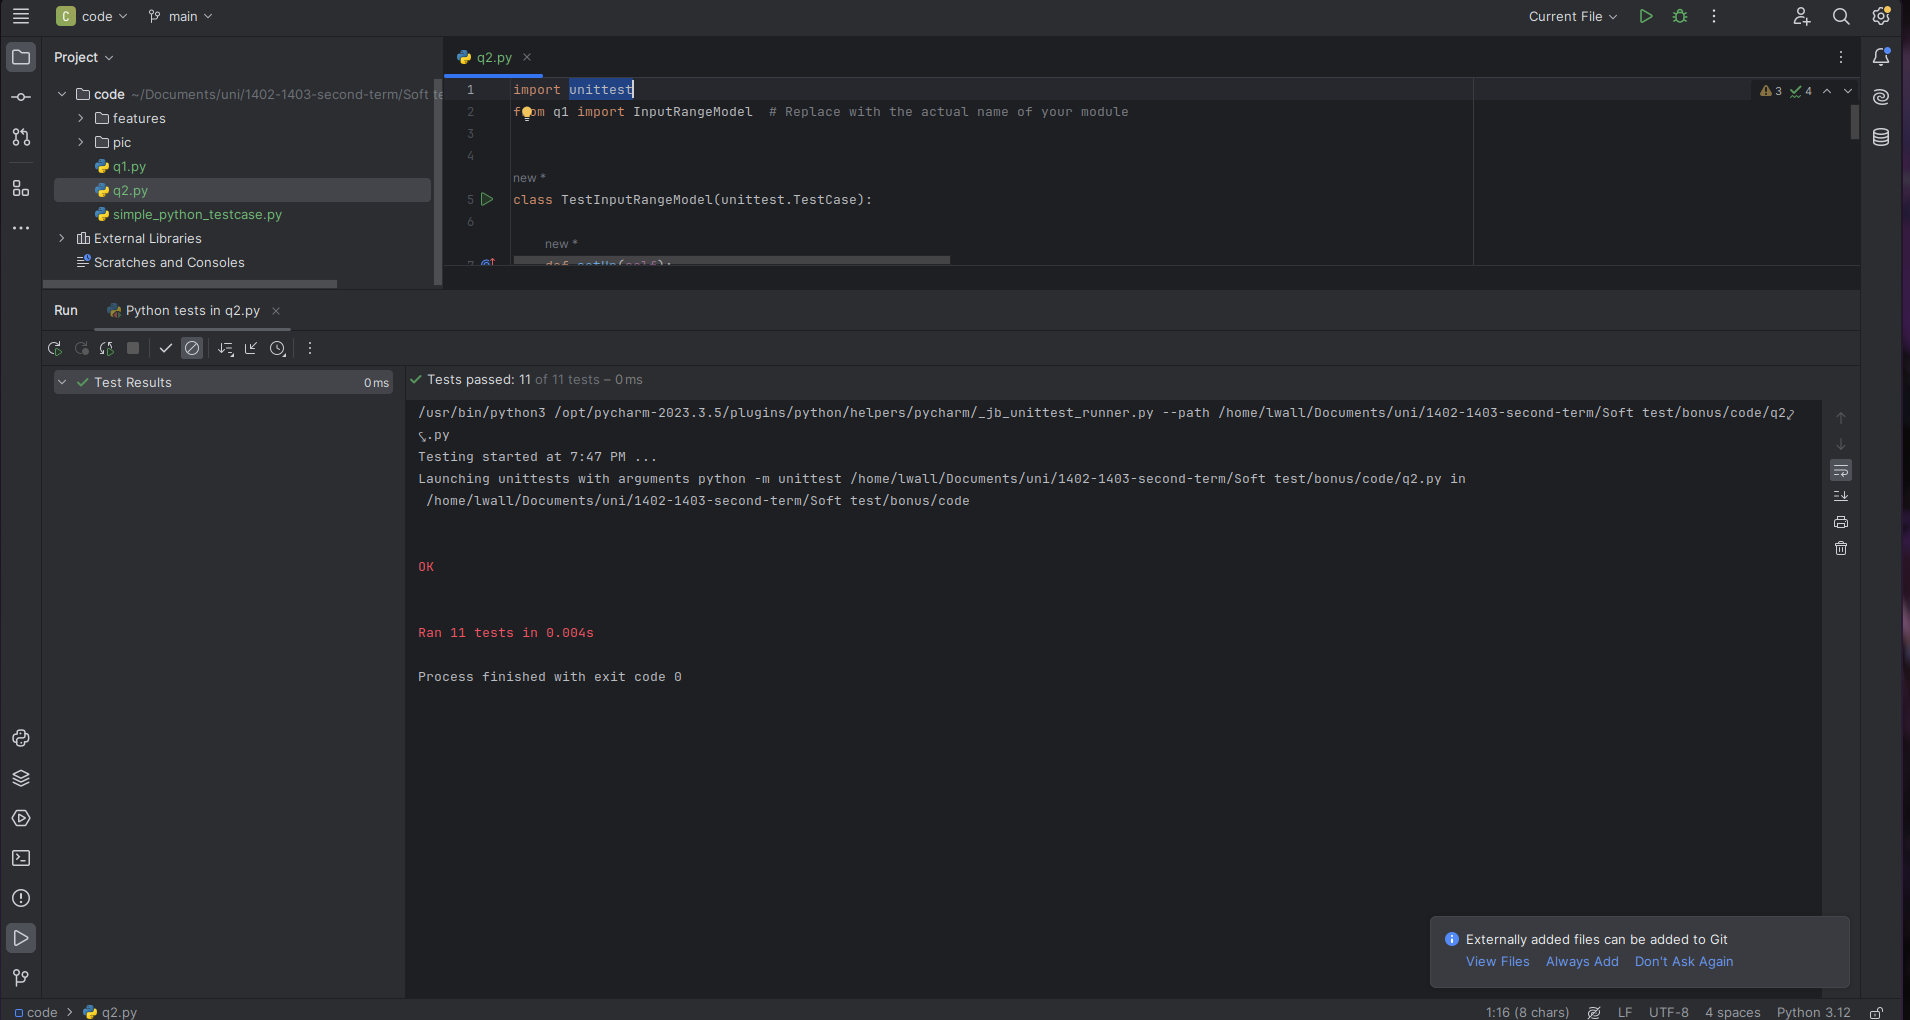 C code main Current File
Project
q2.py
code ~/Documents/uni/1402-1403-second-term/Soft te
features
pic
q1.py
q2.py
simple_python_testcase.py
External Libraries
Scratches and Consoles
1 import unittest
3 4
2 from q1 import InputRangeModel # Replace with the actual name of your module
3
4
new *
5 class TestInputRangeModel(unittest.TestCase):
6
new *
7 def setUp(self):
Run Python tests in q2.py
Test Results 0 ms
Tests passed: 11 of 11 tests – 0 ms
/usr/bin/python3 /opt/pycharm-2023.3.5/plugins/python/helpers/pycharm/_jb_unittest_runner.py --path /home/lwall/Documents/uni/1402-1403-second-term/Soft test/bonus/code/q2
.py
Testing started at 7:47 PM ...
Launching unittests with arguments python -m unittest /home/lwall/Documents/uni/1402-1403-second-term/Soft test/bonus/code/q2.py in
/home/lwall/Documents/uni/1402-1403-second-term/Soft test/bonus/code
OK
Ran 11 tests in 0.004s
Process finished with exit code 0
Externally added files can be added to Git
View Files Always Add Don't Ask Again
code q2.py
1:16 (8 chars) LF UTF-8 4 spaces Python 3.12